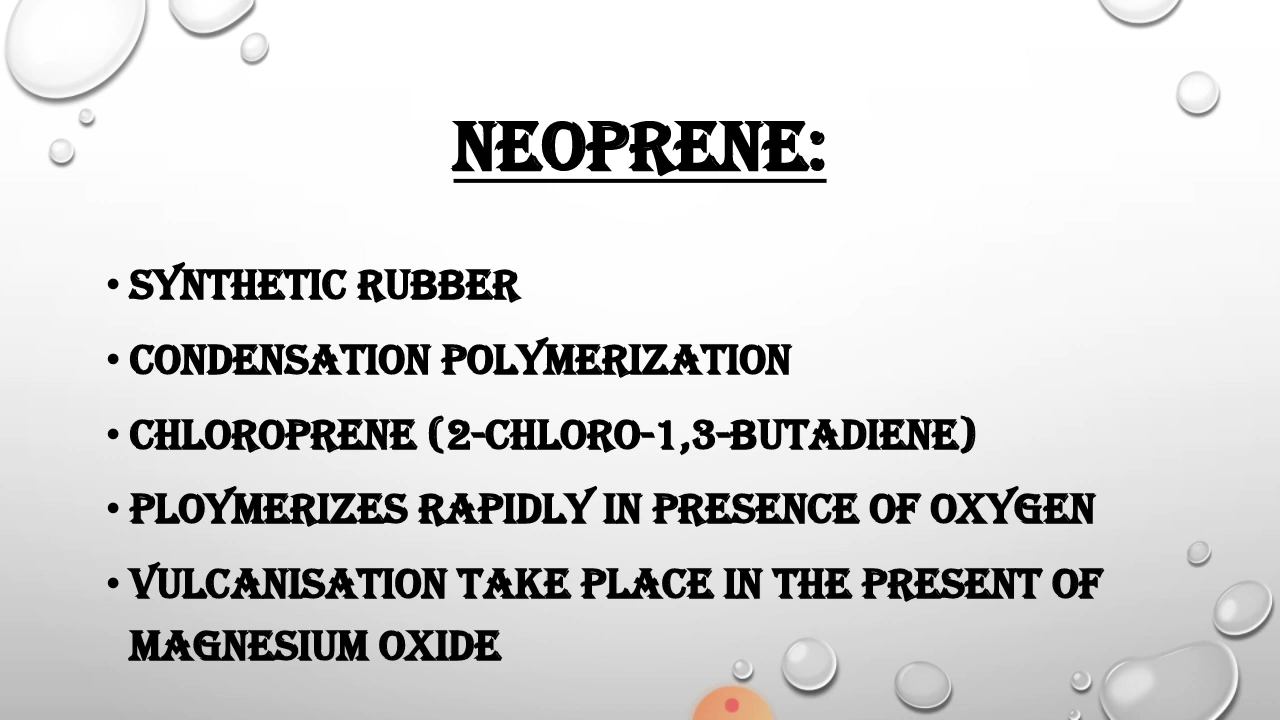 NEOPRENE:
• SYNTHETIC RUBBER
• CONDENSATION POLYMERIZATION
• CHLOROPRENE (2-CHLORO-1,3-BUTADIENE)
• PLOYMERIZES RAPIDLY IN PRESENCE OF OXYGEN
• VULCANISATION TAKE PLACE IN THE PRESENT OF
MAGNESIUM OXIDE